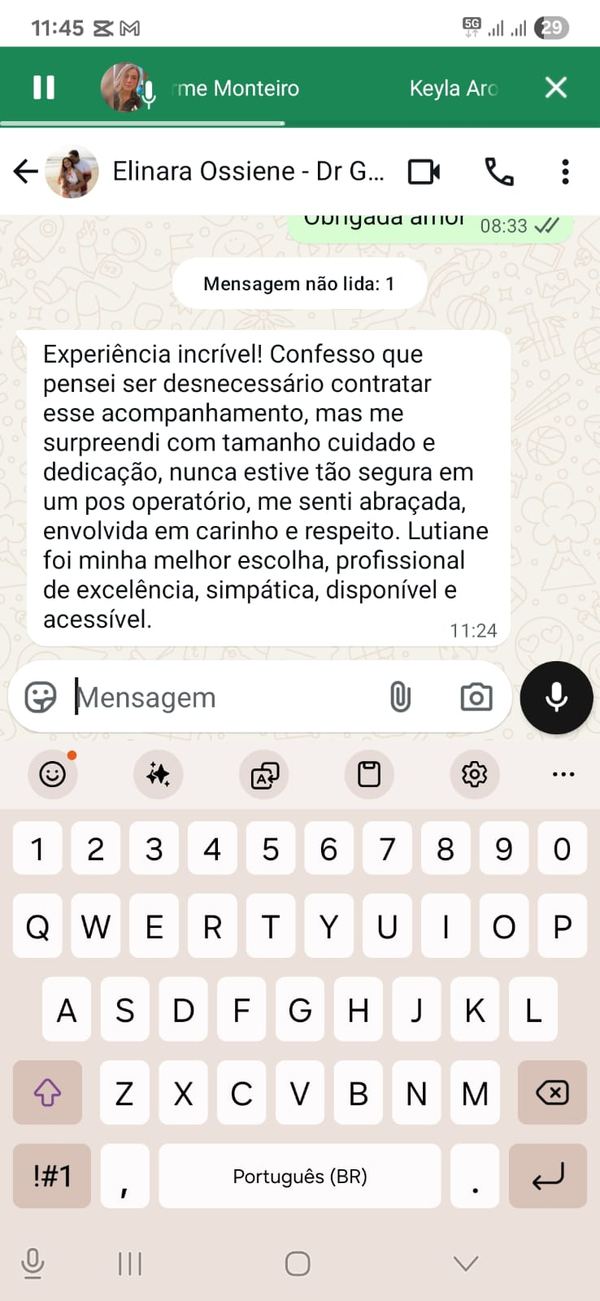 11:45
5G
29
rme Monteiro
Keyla Aro
Elinara Ossiene - Dr G...
Obrigada amor 08:33
Mensagem não lida: 1
Experiência incrível! Confesso que
pensei ser desnecessário contratar
esse acompanhamento, mas me
surpreendi com tamanho cuidado e
dedicação, nunca estive tão segura em
um pos operatório, me senti abraçada,
envolvida em carinho e respeito. Lutiane
foi minha melhor escolha, profissional
de excelência, simpática, disponível e
acessível.
11:24
Mensagem
1 2 3 4 5 6 7 8 9 0
Q W E R T Y U I O P
A S D F G H J K L
Z X C V B N M
!#1 , Português (BR) .